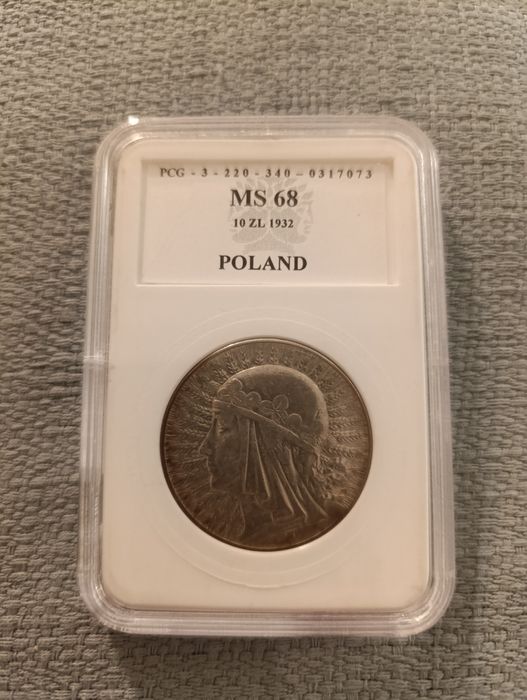 PCG - 3 - 220 - 340 - 0317073
MS 68
10 ZL 1932
POLAND